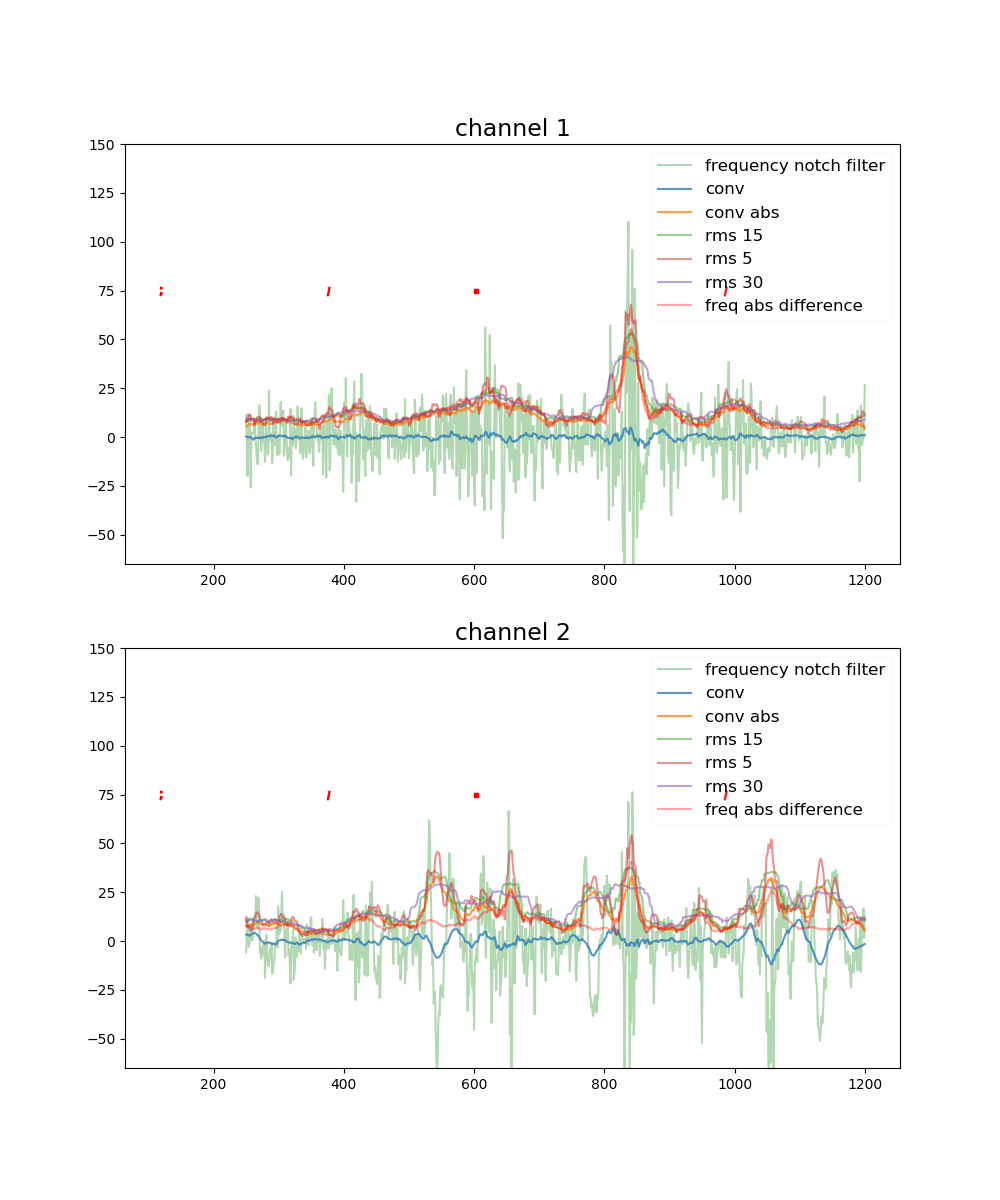 channel 1
150
125
100
75
50
25
0
−25
−50
; / . /
frequency notch filter
conv
conv abs
rms 15
rms 5
rms 30
freq abs difference
200 400 600 800 1000 1200
channel 2
150
125
100
75
50
25
0
−25
−50
; / . /
frequency notch filter
conv
conv abs
rms 15
rms 5
rms 30
freq abs difference
200 400 600 800 1000 1200